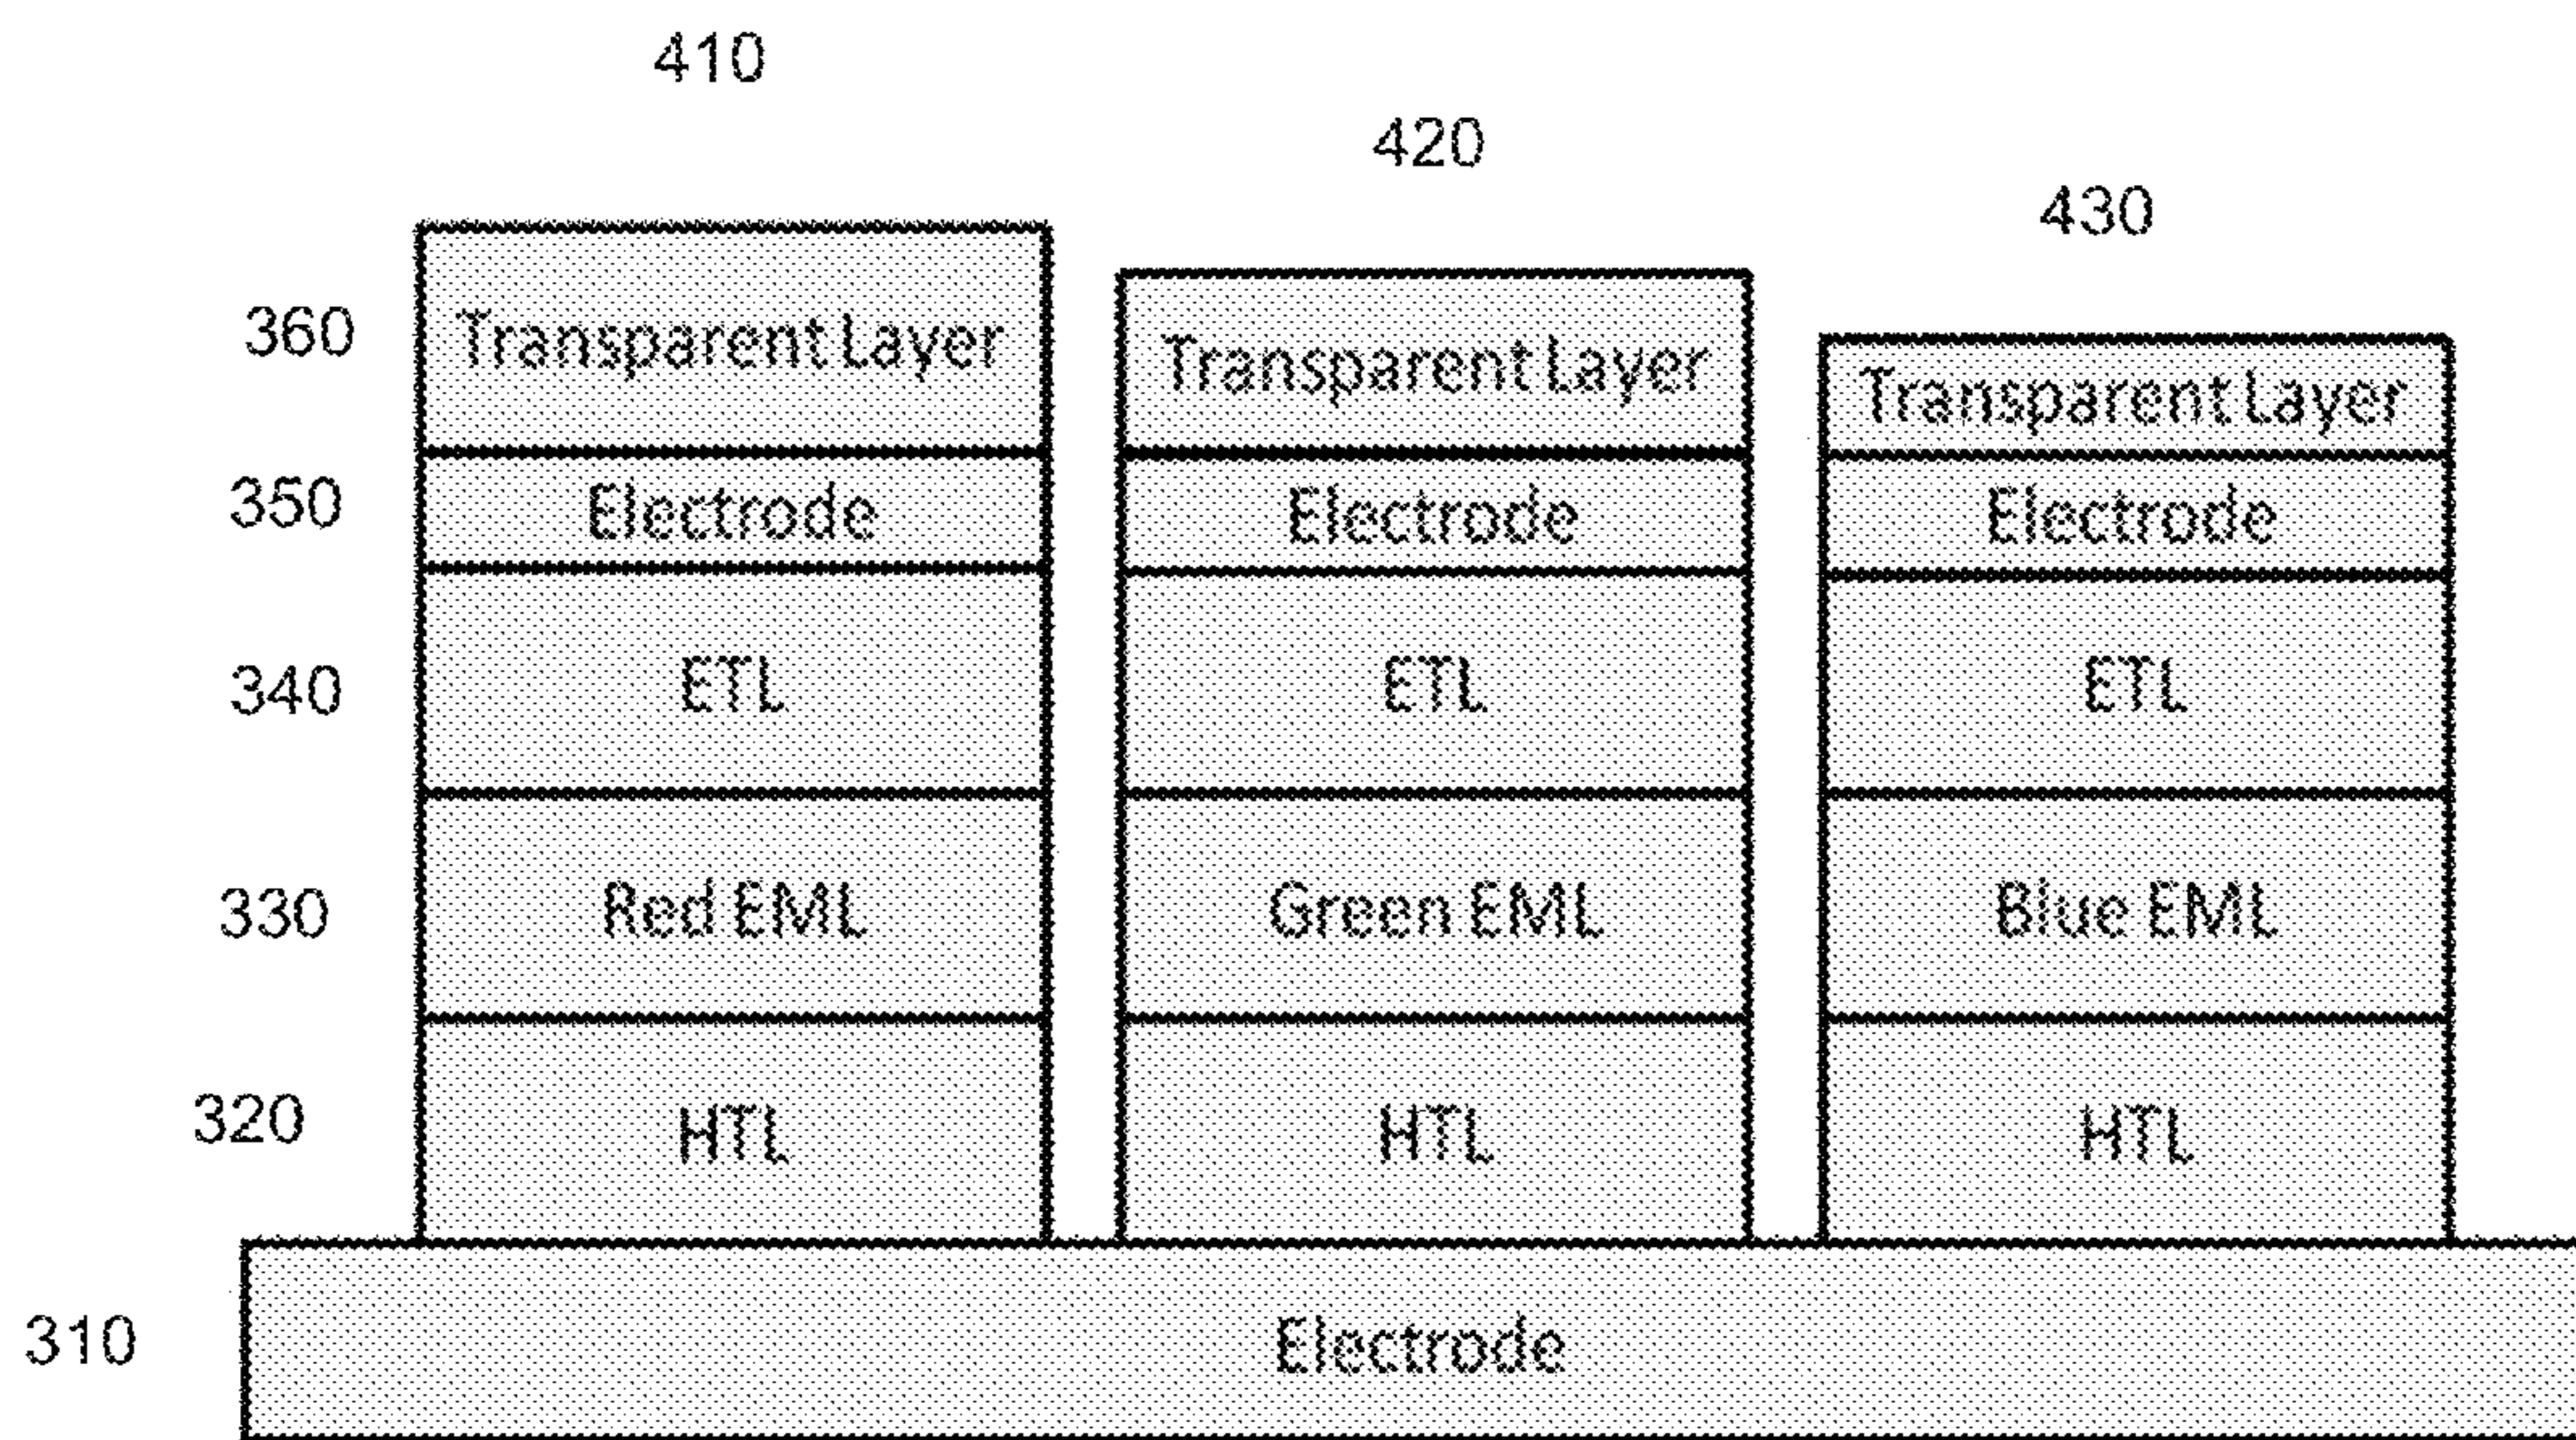 410
420
430
360 Transparent Layer Transparent Layer Transparent Layer
350 Electrode Electrode Electrode
340 ETL ETL ETL
330 Red EML Green EML Blue EML
320 HTL HTL HTL
310 Electrode